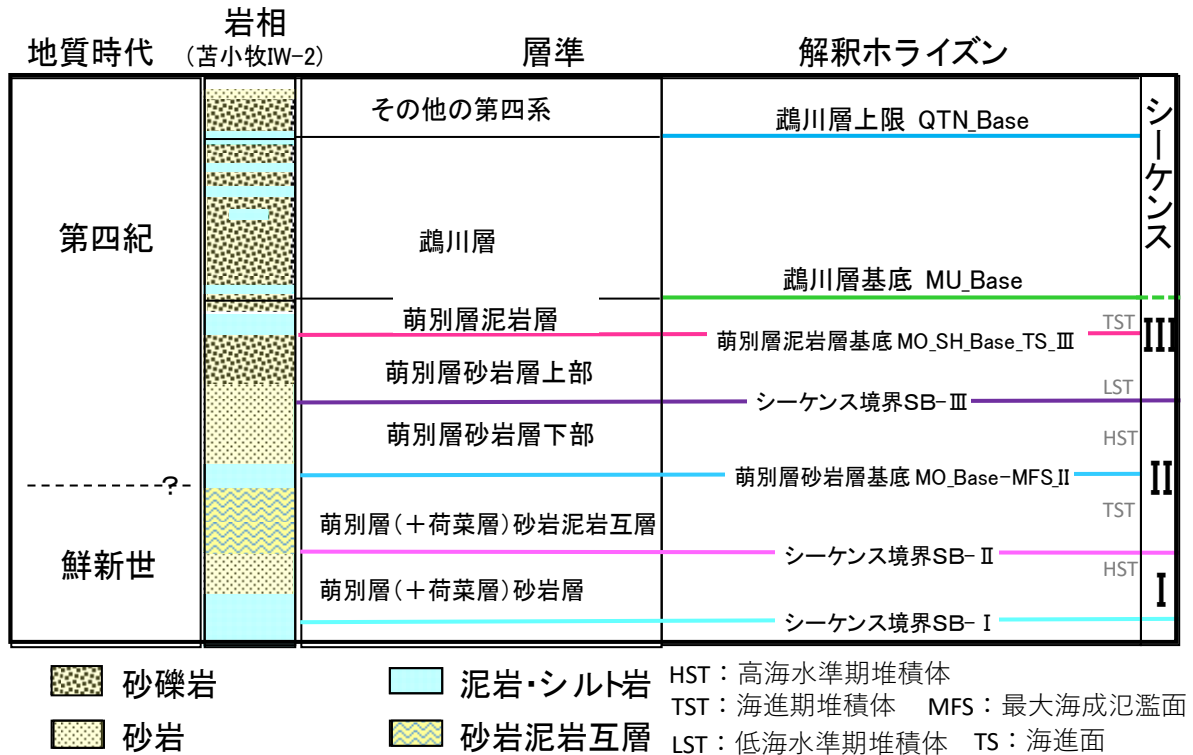 地質時代
岩相
(苫小牧IW-2)
層準
解釈ホライズン
シーケンス
その他の第四系
鵡川層上限 QTN_Base
第四紀
鵡川層
鵡川層基底 MU_Base
萌別層泥岩層
TST
萌別層泥岩層基底 MO_SH_Base_TS_Ⅲ
Ⅲ
萌別層砂岩層上部
LST
シーケンス境界SB-Ⅲ
萌別層砂岩層下部
HST
萌別層砂岩層基底 MO_Base-MFS_Ⅱ
Ⅱ
?
TST
萌別層(+荷菜層)砂岩泥岩互層
シーケンス境界SB-Ⅱ
鮮新世
HST
萌別層(+荷菜層)砂岩層
Ⅰ
シーケンス境界SB-Ⅰ
砂礫岩
泥岩・シルト岩
砂岩
砂岩泥岩互層
HST:高海水準期堆積体
TST:海進期堆積体 MFS:最大海成氾濫面
LST:低海水準期堆積体 TS:海進面